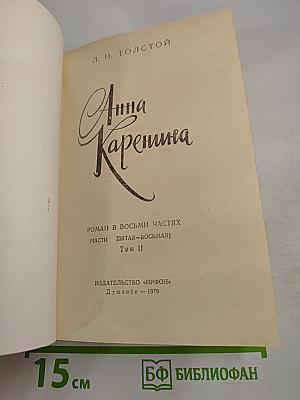 Л. Н. ТОЛСТОЙ
Анна
Каренина
РОМАН В ВОСЬМИ ЧАСТЯХ
(ЧАСТИ ПЯТАЯ—ВОСЬМАЯ)
Том II
ИЗДАТЕЛЬСТВО «ИРФОН»
Душанбе — 1979
15 см
БФ БИБЛИОФАН